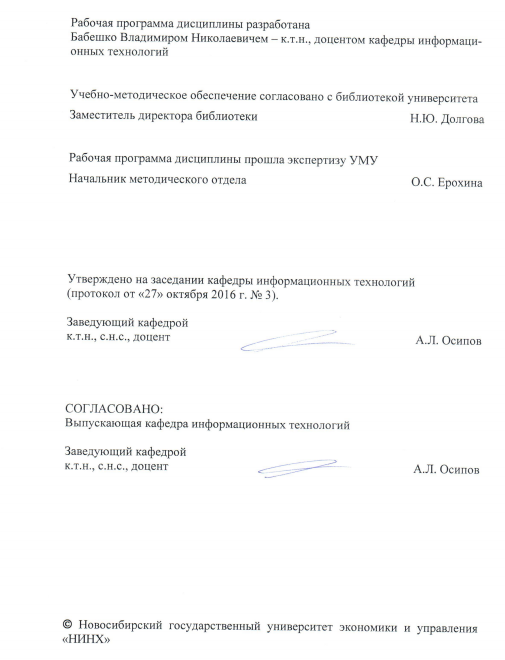 Рабочая программа дисциплины разработана
Бабешко Владимиром Николаевичем – к.т.н., доцентом кафедры информаци-
онных технологий
Учебно-методическое обеспечение согласовано с библиотекой университета
Заместитель директора библиотеки Н.Ю. Долгова
Рабочая программа дисциплины прошла экспертизу УМУ
Начальник методического отдела О.С. Ерохина
Утверждено на заседании кафедры информационных технологий
(протокол от «27» октября 2016 г. № 3).
Заведующий кафедрой
к.т.н., с.н.с., доцент А.Л. Осипов
СОГЛАСОВАНО:
Выпускающая кафедра информационных технологий
Заведующий кафедрой
к.т.н., с.н.с., доцент А.Л. Осипов
© Новосибирский государственный университет экономики и управления
«НИНХ»